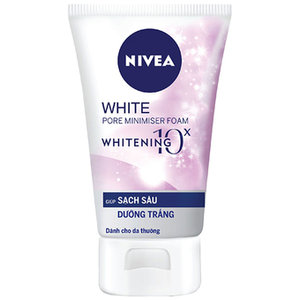 NIVEA
WHITE
PORE MINIMISER FOAM
WHITENING 10x
GIÚP SẠCH SÂU
DƯỠNG TRẮNG
Dành cho da thường